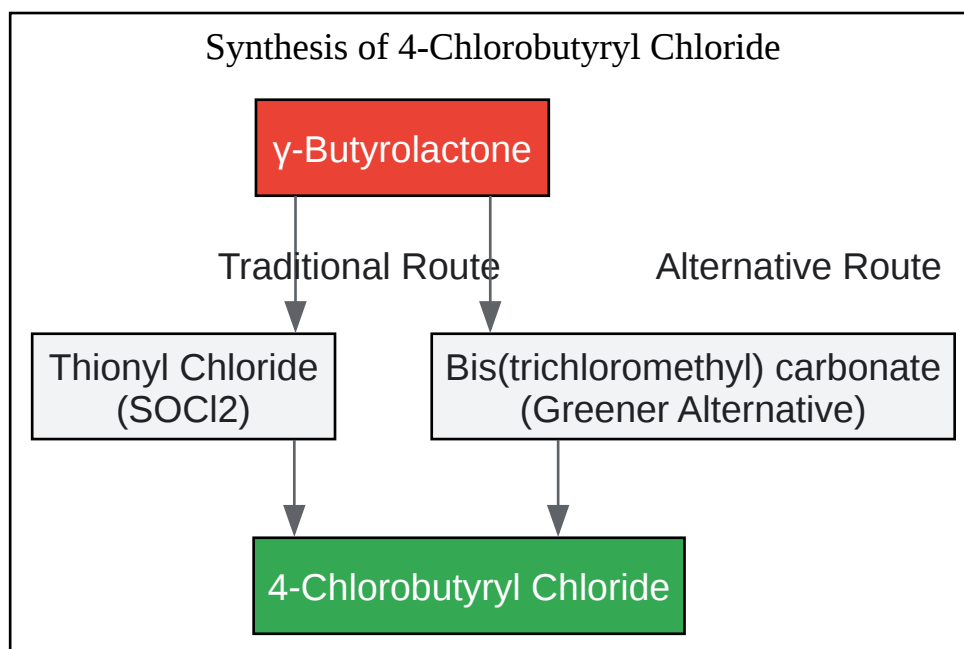 Synthesis of 4-Chlorobutyryl Chloride
γ-Butyrolactone
Traditional Route
Alternative Route
Thionyl Chloride
(SOCl2)
Bis(trichloromethyl) carbonate
(Greener Alternative)
4-Chlorobutyryl Chloride